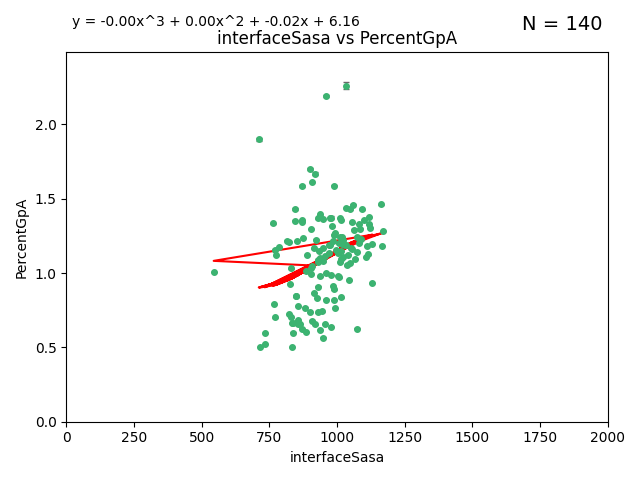 y = -0.00x^3 + 0.00x^2 + -0.02x + 6.16
N = 140
interfaceSasa vs PercentGpA
PercentGpA
2.0
1.5
1.0
0.5
0.0
0 250 500 750 1000 1250 1500 1750 2000
interfaceSasa